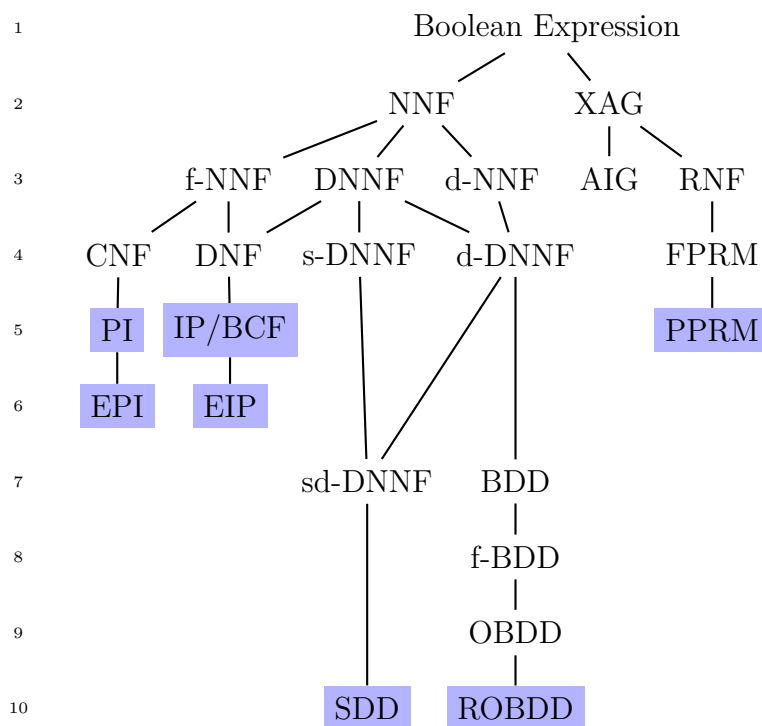 1 Boolean Expression
2 NNF XAG
3 f-NNF DNNF d-NNF AIG RNF
4 CNF DNF s-DNNF d-DNNF FPRM
5 PI IP/BCF PPRM
6 EPI EIP
7 sd-DNNF BDD
8 f-BDD
9 OBDD
10 SDD ROBDD